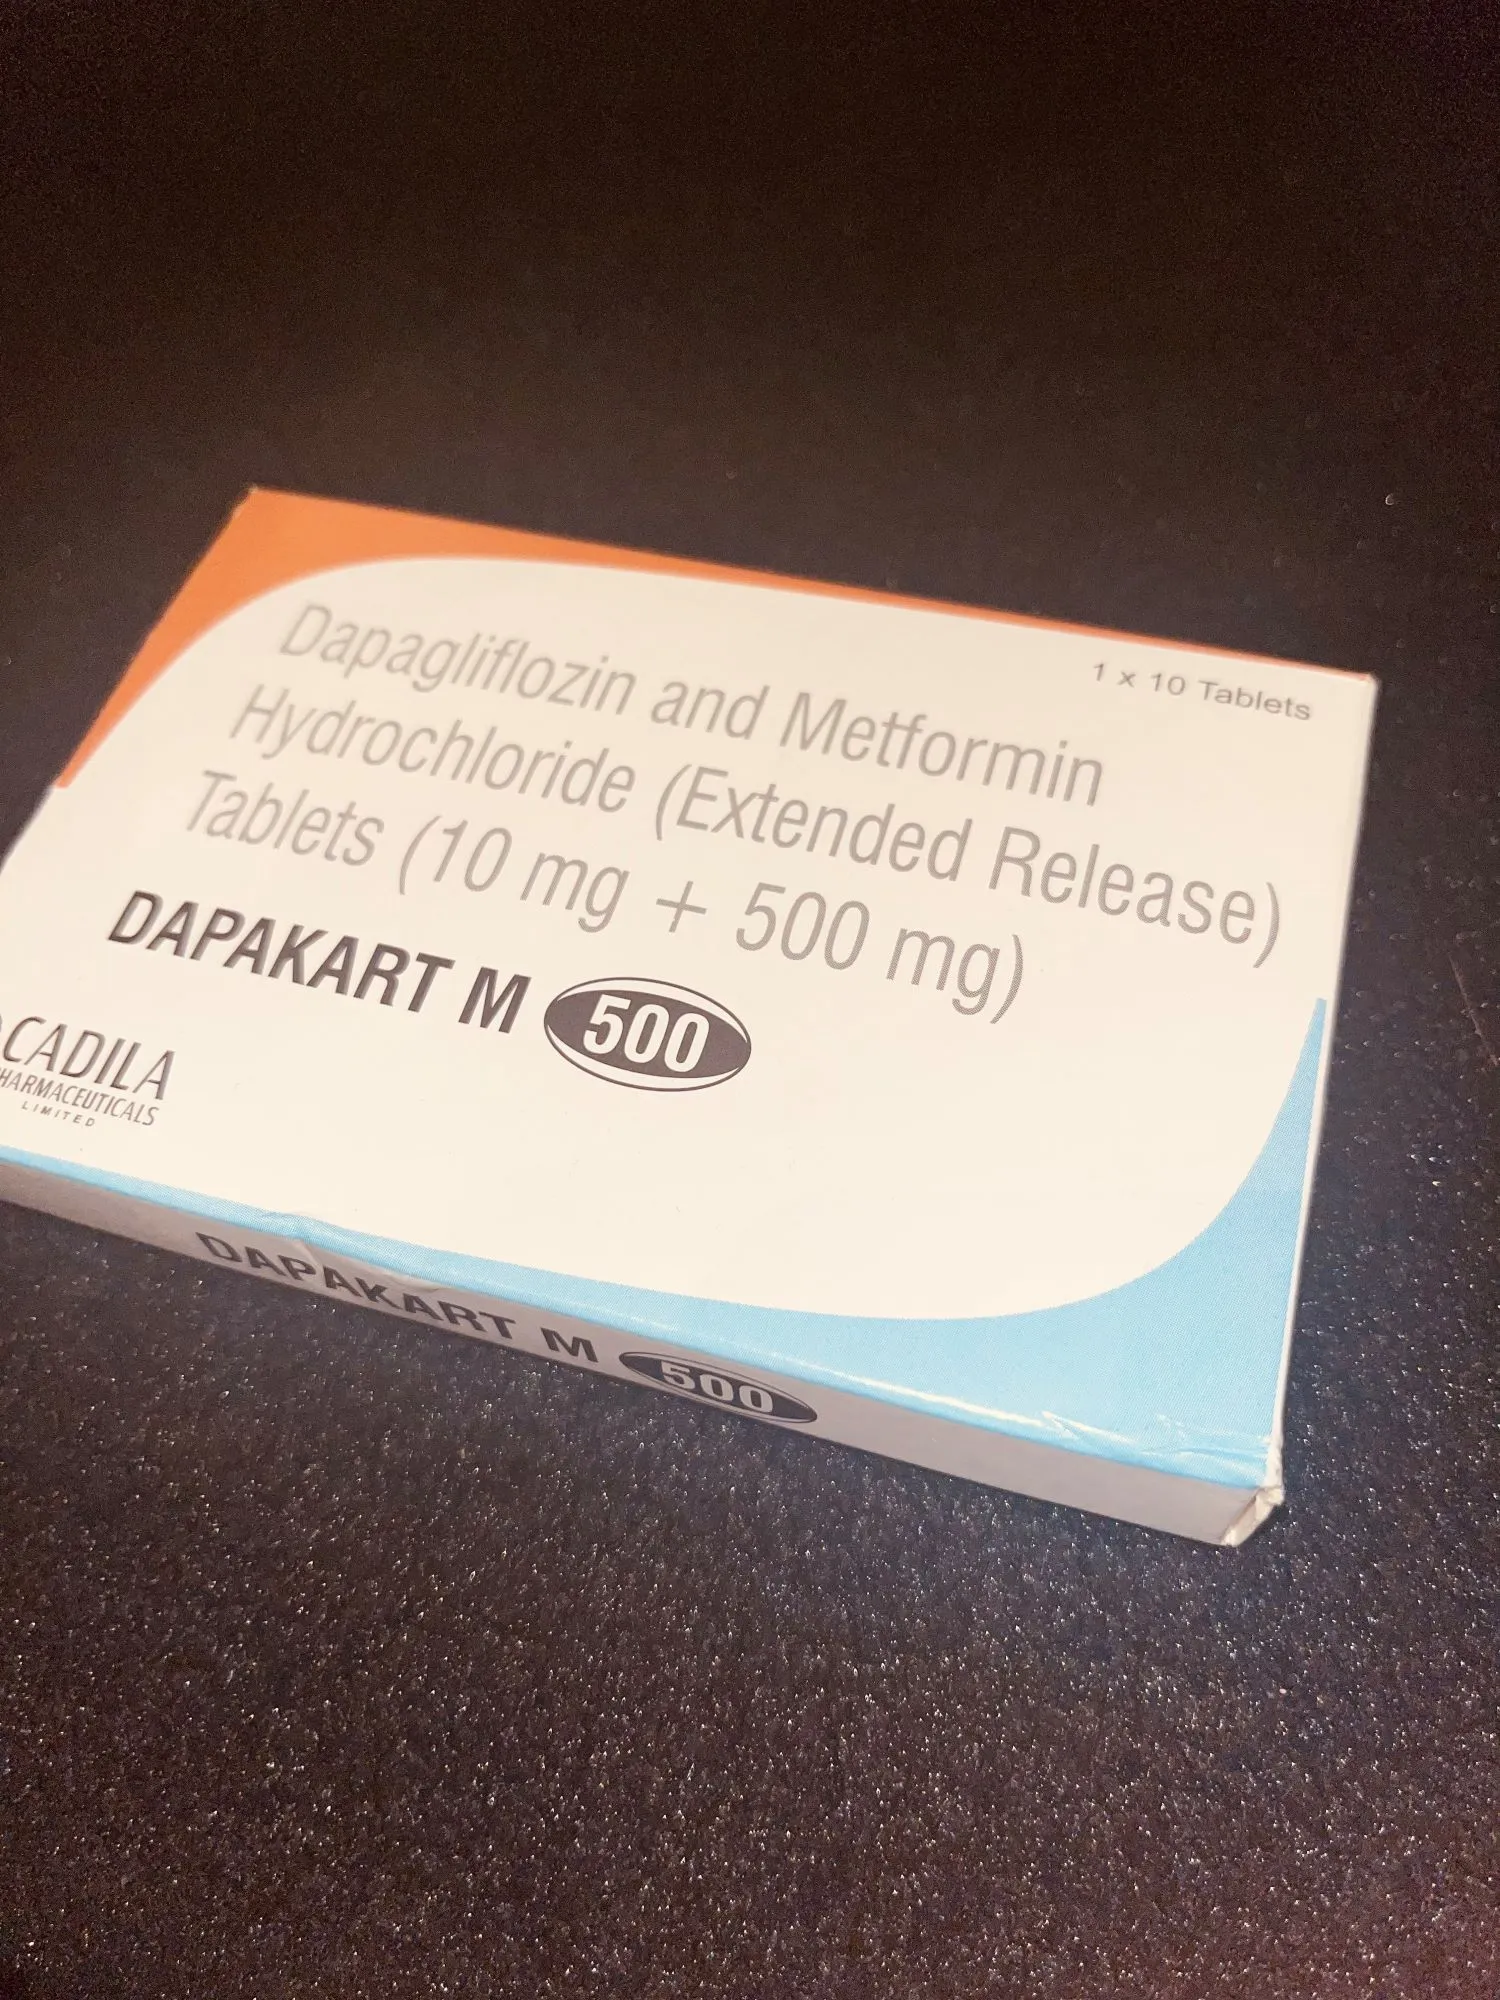 1 x 10 Tablets
Dapagliflozin and Metformin
Hydrochloride (Extended Release)
Tablets (10 mg + 500 mg)
DAPAKART M 500
CADILA
PHARMACEUTICALS
LIMITED
DAPAKART M 500